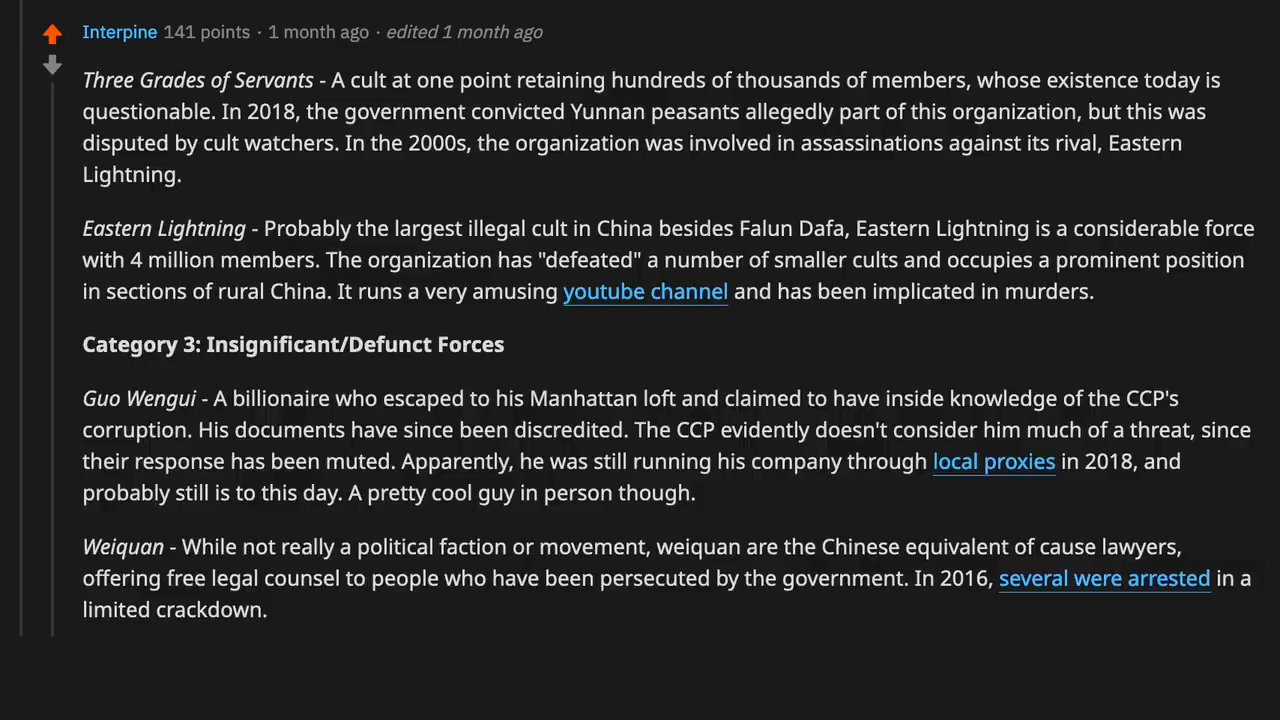 Interpine 141 points · 1 month ago · edited 1 month ago
Three Grades of Servants - A cult at one point retaining hundreds of thousands of members, whose existence today is
questionable. In 2018, the government convicted Yunnan peasants allegedly part of this organization, but this was
disputed by cult watchers. In the 2000s, the organization was involved in assassinations against its rival, Eastern
Lightning.
Eastern Lightning - Probably the largest illegal cult in China besides Falun Dafa, Eastern Lightning is a considerable force
with 4 million members. The organization has "defeated" a number of smaller cults and occupies a prominent position
in sections of rural China. It runs a very amusing youtube channel and has been implicated in murders.
Category 3: Insignificant/Defunct Forces
Guo Wengui - A billionaire who escaped to his Manhattan loft and claimed to have inside knowledge of the CCP's
corruption. His documents have since been discredited. The CCP evidently doesn't consider him much of a threat, since
their response has been muted. Apparently, he was still running his company through local proxies in 2018, and
probably still is to this day. A pretty cool guy in person though.
Weiquan - While not really a political faction or movement, weiquan are the Chinese equivalent of cause lawyers,
offering free legal counsel to people who have been persecuted by the government. In 2016, several were arrested in a
limited crackdown.